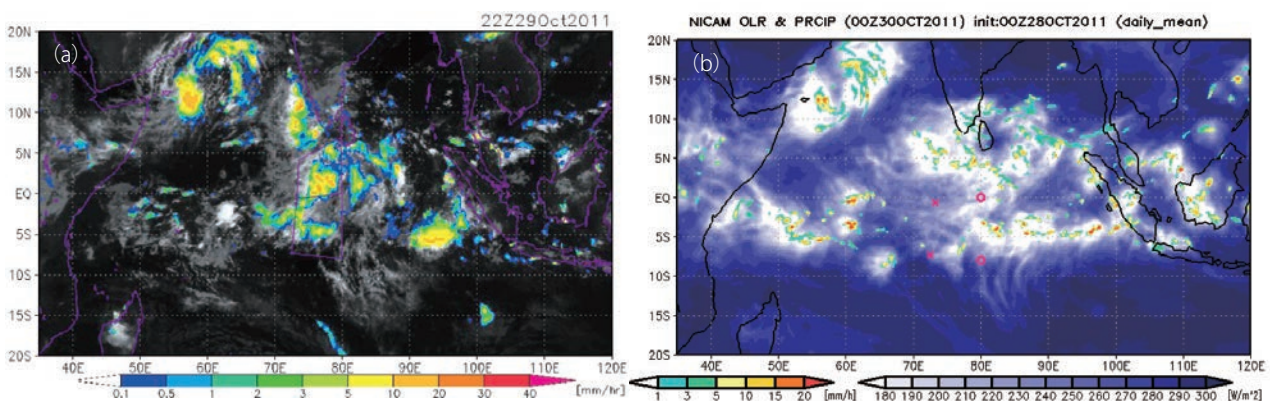 22Z29Oct2011
(a)
20N
15N
10N
5N
EQ
5S
10S
15S
20S
40E 50E 60E 70E 80E 90E 100E 110E 120E
0.1 0.5 1 2 3 5 10 20 30 40 [mm/hr]
NICAM OLR & PRCIP (00Z30OCT2011) init:00Z28OCT2011 (daily_mean)
(b)
20N
15N
10N
5N
EQ
5S
10S
15S
20S
40E 50E 60E 70E 80E 90E 100E 110E 120E
1 3 5 10 15 20 [mm/h]
180 190 200 210 220 230 240 250 260 270 280 290 300 [W/m^2]